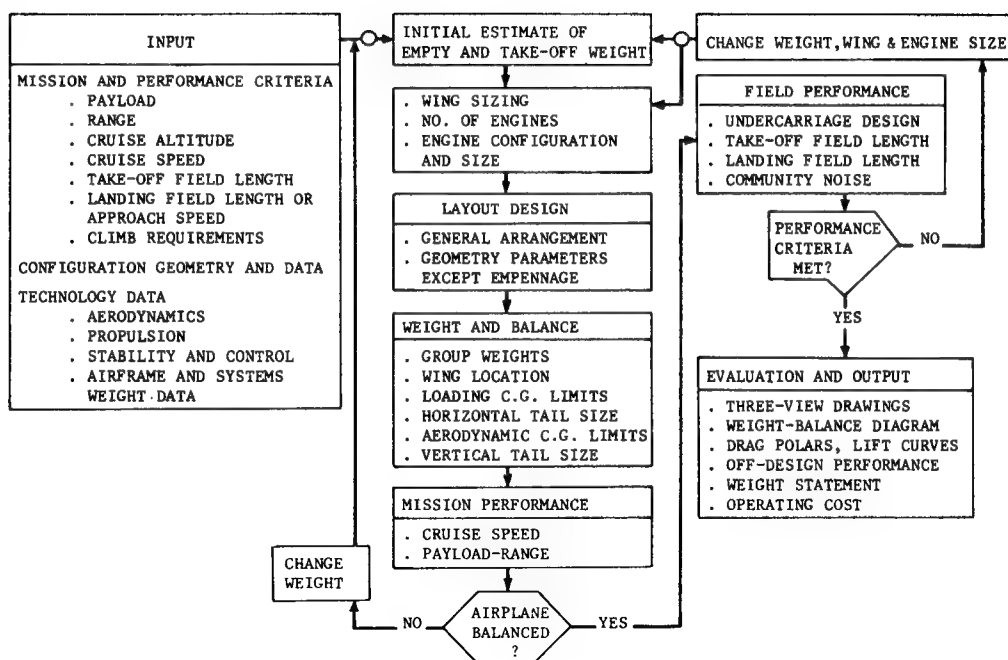 INPUT
MISSION AND PERFORMANCE CRITERIA
. PAYLOAD
. RANGE
. CRUISE ALTITUDE
. CRUISE SPEED
. TAKE-OFF FIELD LENGTH
. LANDING FIELD LENGTH OR
APPROACH SPEED
. CLIMB REQUIREMENTS
CONFIGURATION GEOMETRY AND DATA
TECHNOLOGY DATA
. AERODYNAMICS
. PROPULSION
. STABILITY AND CONTROL
. AIRFRAME AND SYSTEMS
WEIGHT DATA
INITIAL ESTIMATE OF
EMPTY AND TAKE-OFF WEIGHT
. WING SIZING
. NO. OF ENGINES
. ENGINE CONFIGURATION
AND SIZE
LAYOUT DESIGN
. GENERAL ARRANGEMENT
. GEOMETRY PARAMETERS
EXCEPT EMPENNAGE
WEIGHT AND BALANCE
. GROUP WEIGHTS
. WING LOCATION
. LOADING C.G. LIMITS
. HORIZONTAL TAIL SIZE
. AERODYNAMIC C.G. LIMITS
. VERTICAL TAIL SIZE
MISSION PERFORMANCE
. CRUISE SPEED
. PAYLOAD-RANGE
AIRPLANE
BALANCED
?
NO
YES
CHANGE
WEIGHT
CHANGE WEIGHT, WING & ENGINE SIZE
FIELD PERFORMANCE
. UNDERCARRIAGE DESIGN
. TAKE-OFF FIELD LENGTH
. LANDING FIELD LENGTH
. COMMUNITY NOISE
PERFORMANCE
CRITERIA
MET?
NO
YES
EVALUATION AND OUTPUT
. THREE-VIEW DRAWINGS
. WEIGHT-BALANCE DIAGRAM
. DRAG POLARS, LIFT CURVES
. OFF-DESIGN PERFORMANCE
. WEIGHT STATEMENT
. OPERATING COST